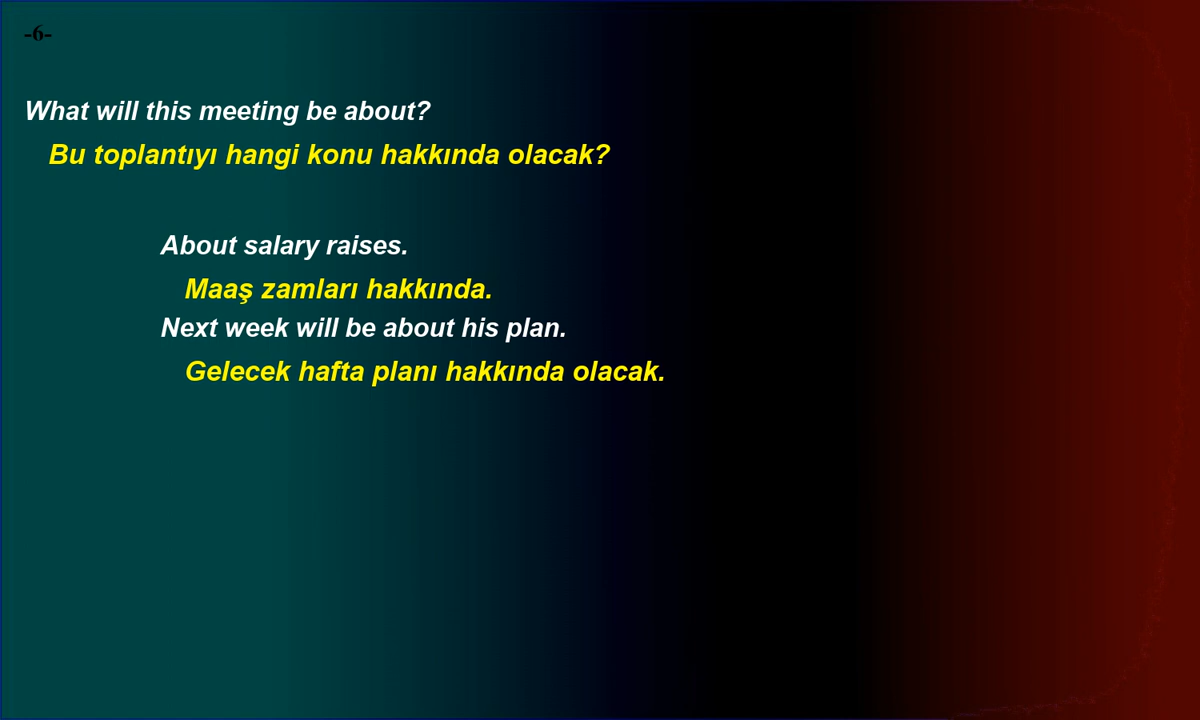 -6-
What will this meeting be about?
Bu toplantıyı hangi konu hakkında olacak?
About salary raises.
Maaş zamları hakkında.
Next week will be about his plan.
Gelecek hafta planı hakkında olacak.